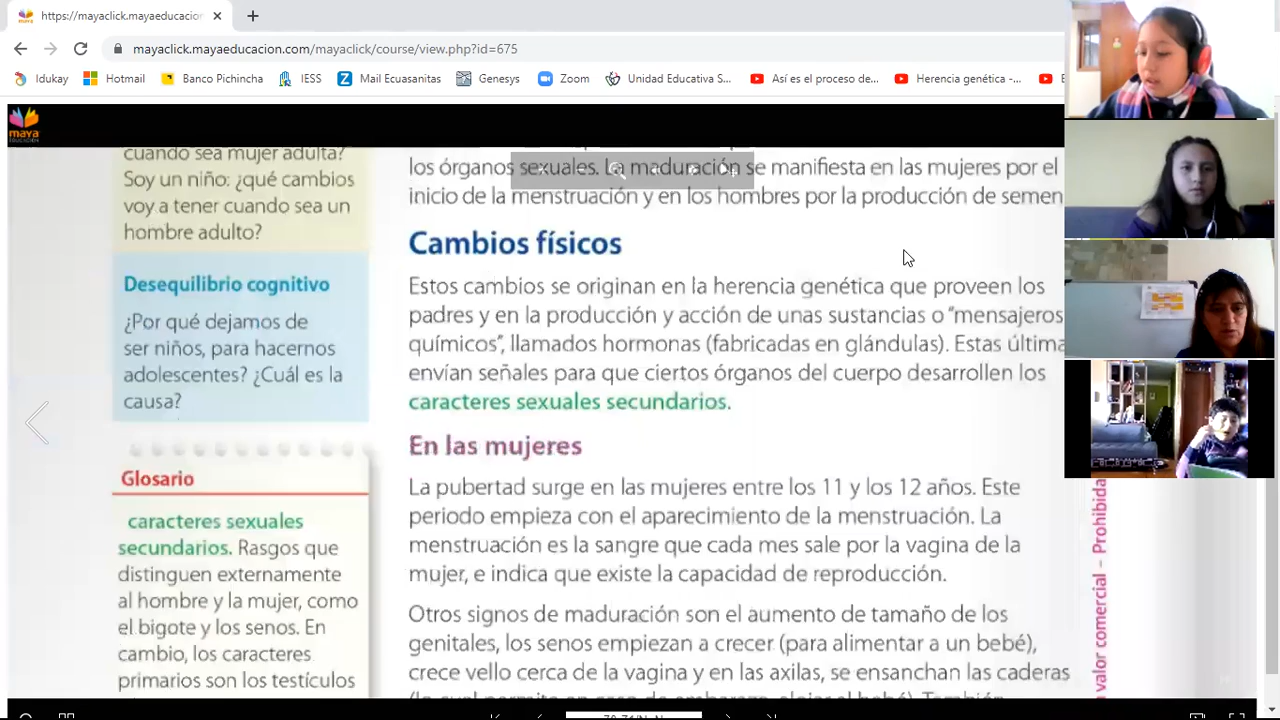 https://mayaclick.mayaeducacion
mayaclick.mayaeducacion.com/mayaclick/course/view.php?id=675
Idukay
Hotmail
Banco Pichincha
IESS
Mail Ecuasanitas
Genesys
Zoom
Unidad Educativa S...
Así es el proceso de...
Herencia genética -...
maya
EDUCACIÓN
cuando sea mujer adulta?
Soy un niño: ¿qué cambios
voy a tener cuando sea un
hombre adulto?
Desequilibrio cognitivo
¿Por qué dejamos de
ser niños, para hacernos
adolescentes? ¿Cuál es la
causa?
Glosario
caracteres sexuales
secundarios. Rasgos que
distinguen externamente
al hombre y la mujer, como
el bigote y los senos. En
cambio, los caracteres
primarios son los testículos
los órganos sexuales. La maduración se manifiesta en las mujeres por el
inicio de la menstruación y en los hombres por la producción de semen
Cambios físicos
Estos cambios se originan en la herencia genética que proveen los
padres y en la producción y acción de unas sustancias o “mensajeros
químicos”, llamados hormonas (fabricadas en glándulas). Estas última
envían señales para que ciertos órganos del cuerpo desarrollen los
caracteres sexuales secundarios.
En las mujeres
La pubertad surge en las mujeres entre los 11 y los 12 años. Este
periodo empieza con el aparecimiento de la menstruación. La
menstruación es la sangre que cada mes sale por la vagina de la
mujer, e indica que existe la capacidad de reproducción.
Otros signos de maduración son el aumento de tamaño de los
genitales, los senos empiezan a crecer (para alimentar a un bebé),
crece vello cerca de la vagina y en las axilas, se ensanchan las caderas
valor comercial - Prohibida